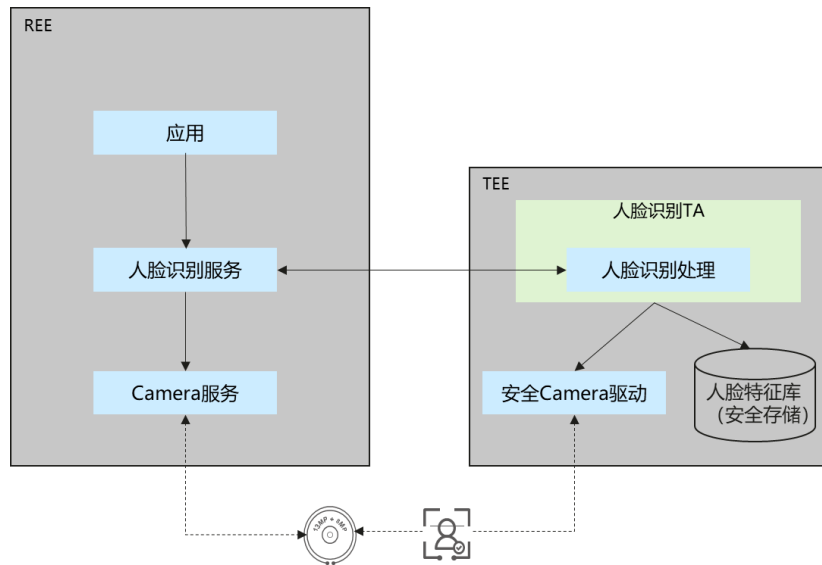 REE
应用
人脸识别服务
Camera服务
TEE
人脸识别TA
人脸识别处理
安全Camera驱动
人脸特征库
（安全存储）
13MP + 8MP